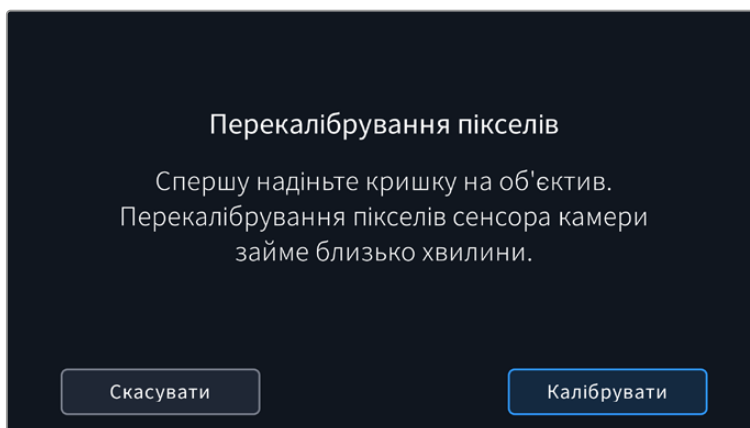 Перекалібрування пікселів
Спершу надіньте кришку на об'єктив.
Перекалібрування пікселів сенсора камери
займе близько хвилини.
Скасувати
Калібрувати